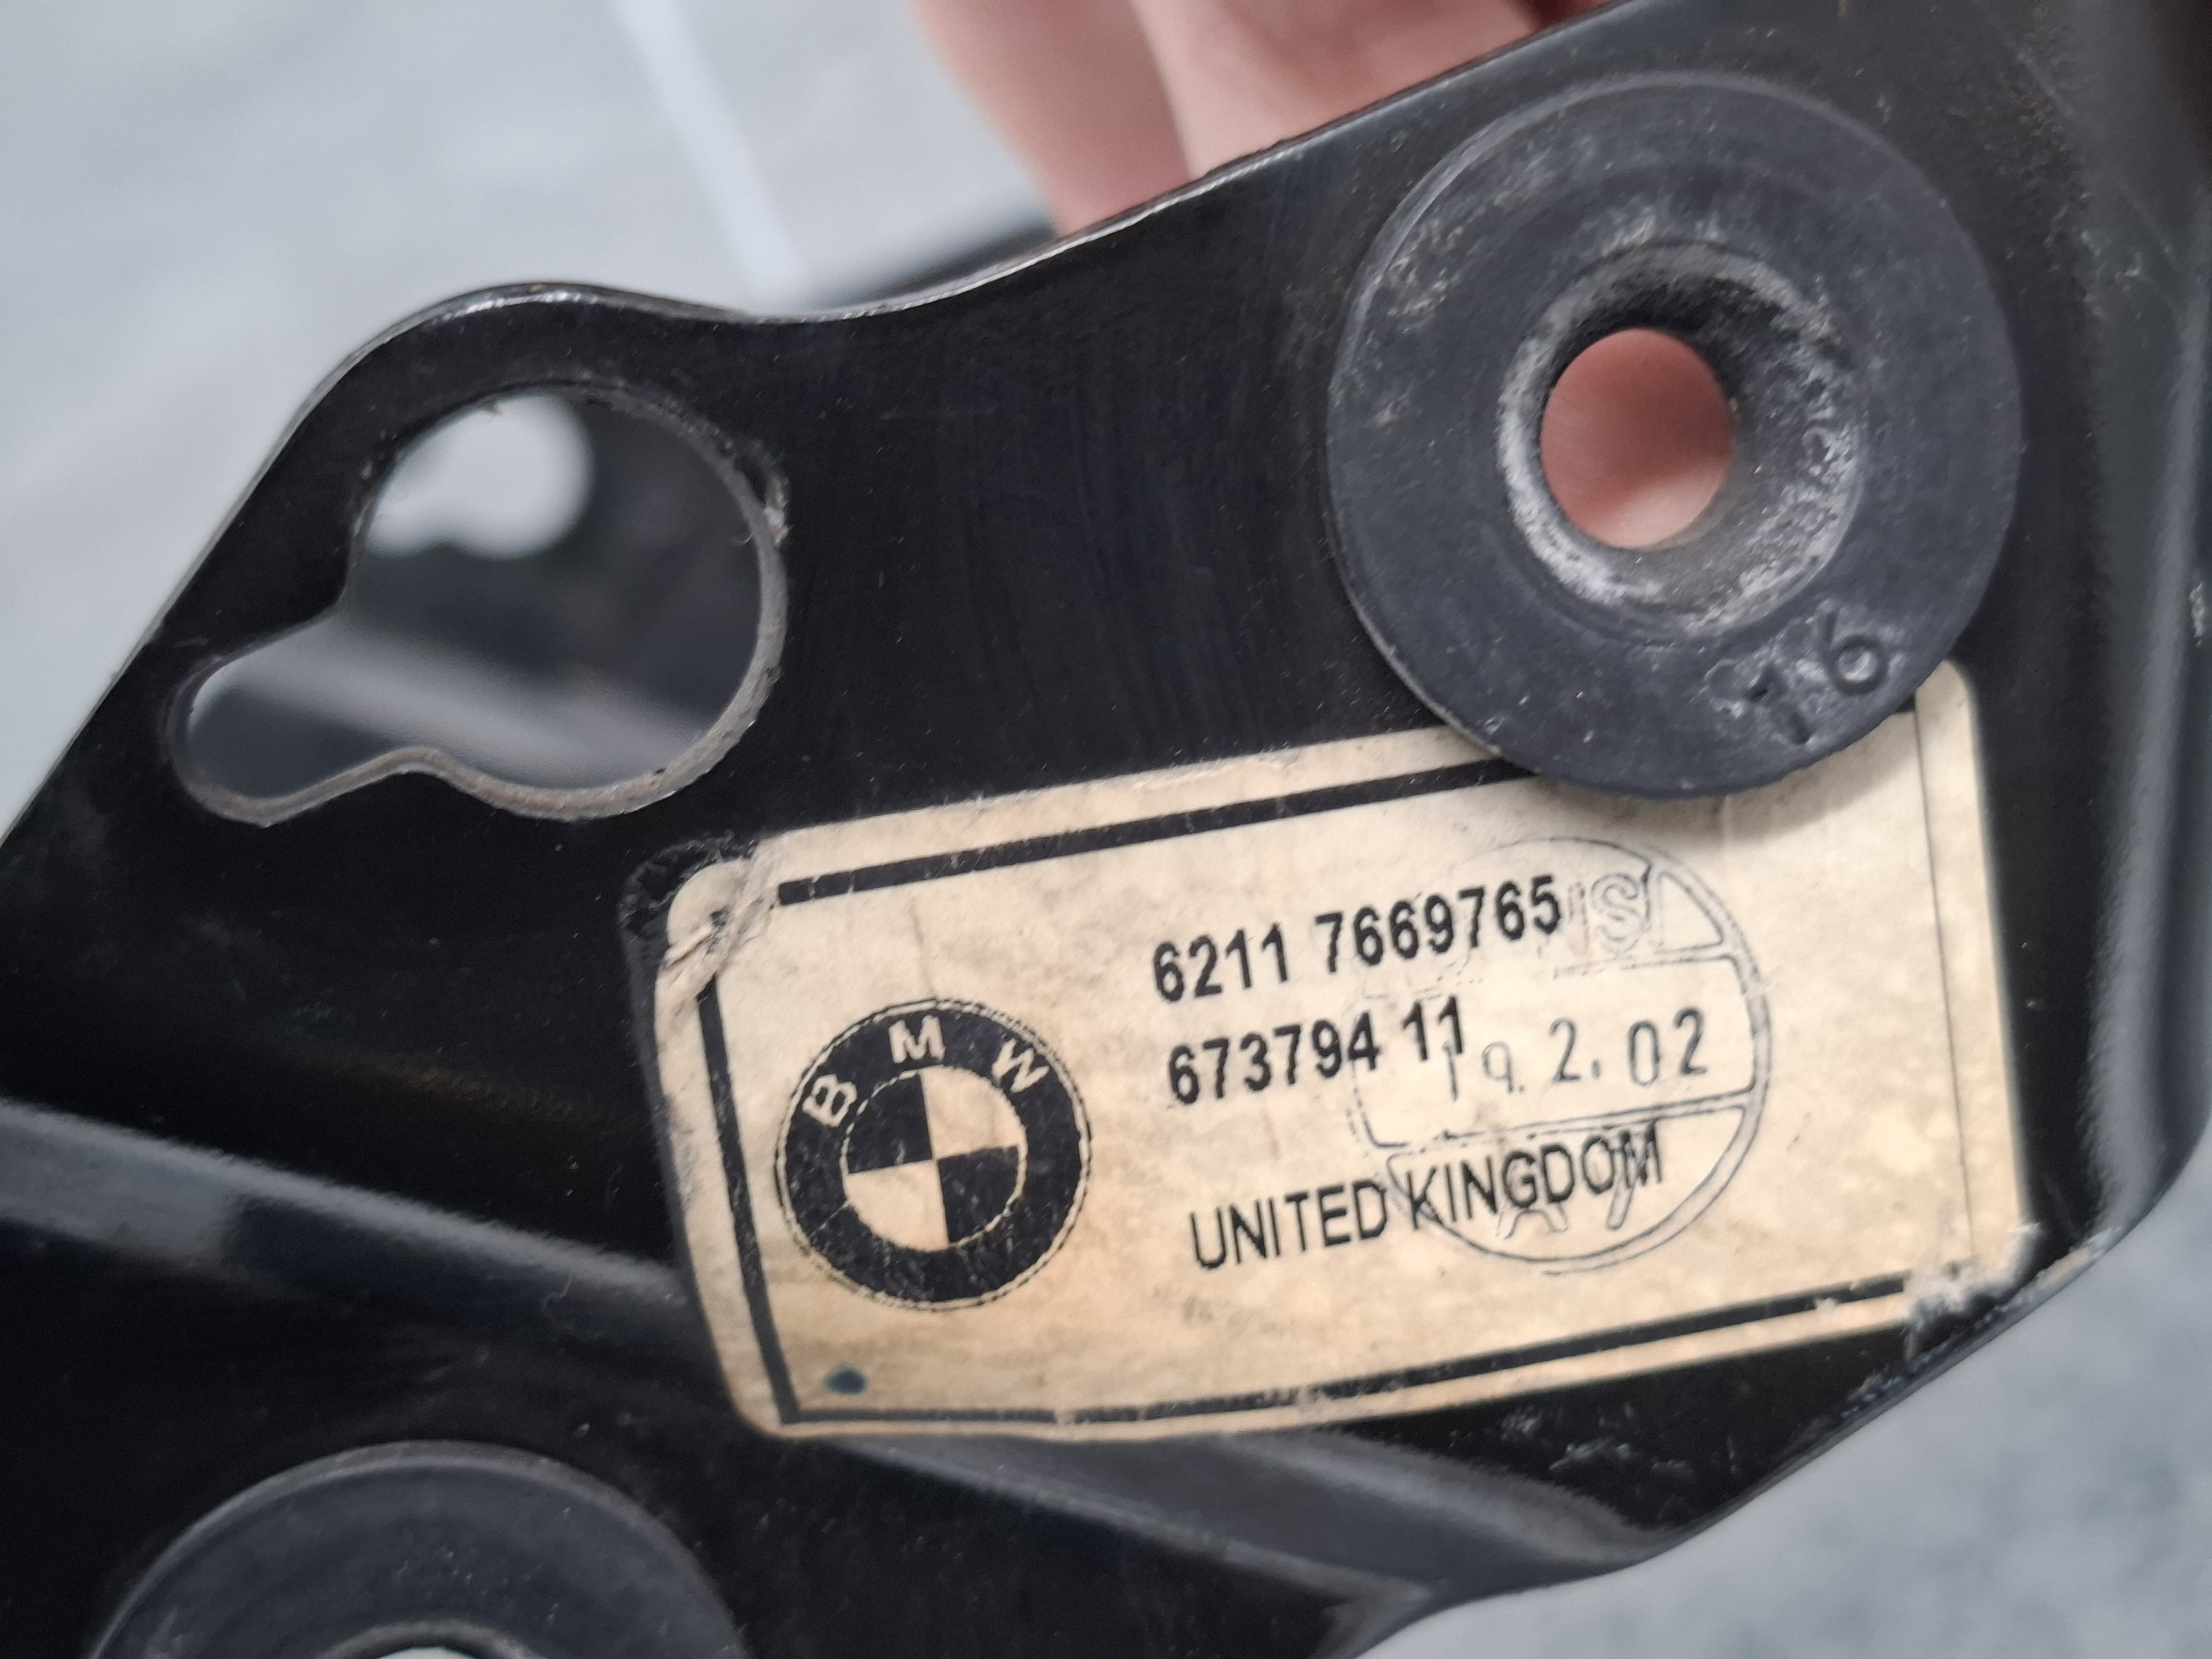 16
6211 7669765
673794 11
19.2.02
BMW
UNITED KINGDOM